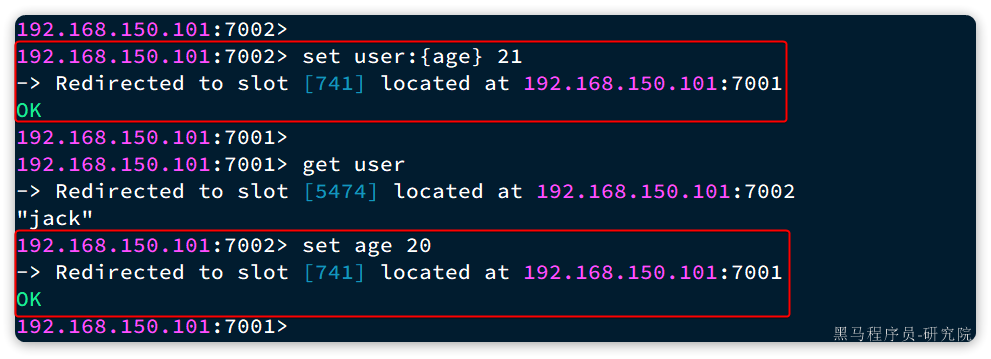 192.168.150.101:7002>
192.168.150.101:7002> set user:{age} 21
-> Redirected to slot [741] located at 192.168.150.101:7001
OK
192.168.150.101:7001>
192.168.150.101:7001> get user
-> Redirected to slot [5474] located at 192.168.150.101:7002
"jack"
192.168.150.101:7002> set age 20
-> Redirected to slot [741] located at 192.168.150.101:7001
OK
192.168.150.101:7001>
黑马程序员-研究院